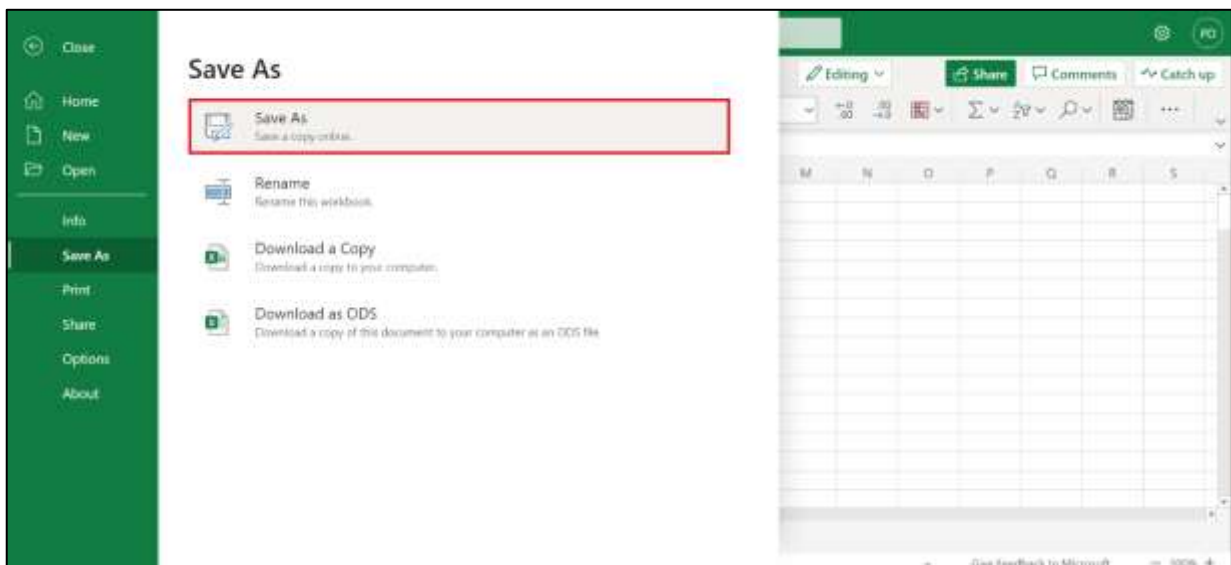 Close
Home
New
Open
Info
Save As
Print
Share
Options
About
Save As
Save As
Save a copy online.
Rename
Rename this workbook.
Download a Copy
Download a copy to your computer.
Download as ODS
Download a copy of this document to your computer as an ODS file
PO
Editing
Share
Comments
Catch up
M N O P Q R S
Give feedback to Microsoft
100%